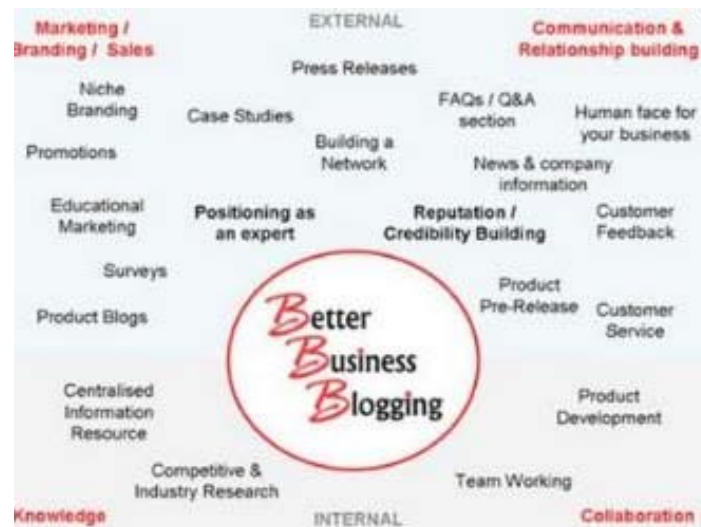 EXTERNAL
Marketing /
Branding / Sales
Communication &
Relationship building
Press Releases
Niche
Branding
Case Studies
FAQs / Q&A
section
Human face for
your business
Promotions
Building a
Network
News & company
information
Educational
Marketing
Positioning as
an expert
Reputation /
Credibility Building
Customer
Feedback
Surveys
Product
Pre-Release
Product Blogs
Customer
Service
Better
Business
Blogging
Centralised
Information
Resource
Product
Development
Competitive &
Industry Research
Team Working
Knowledge
INTERNAL
Collaboration